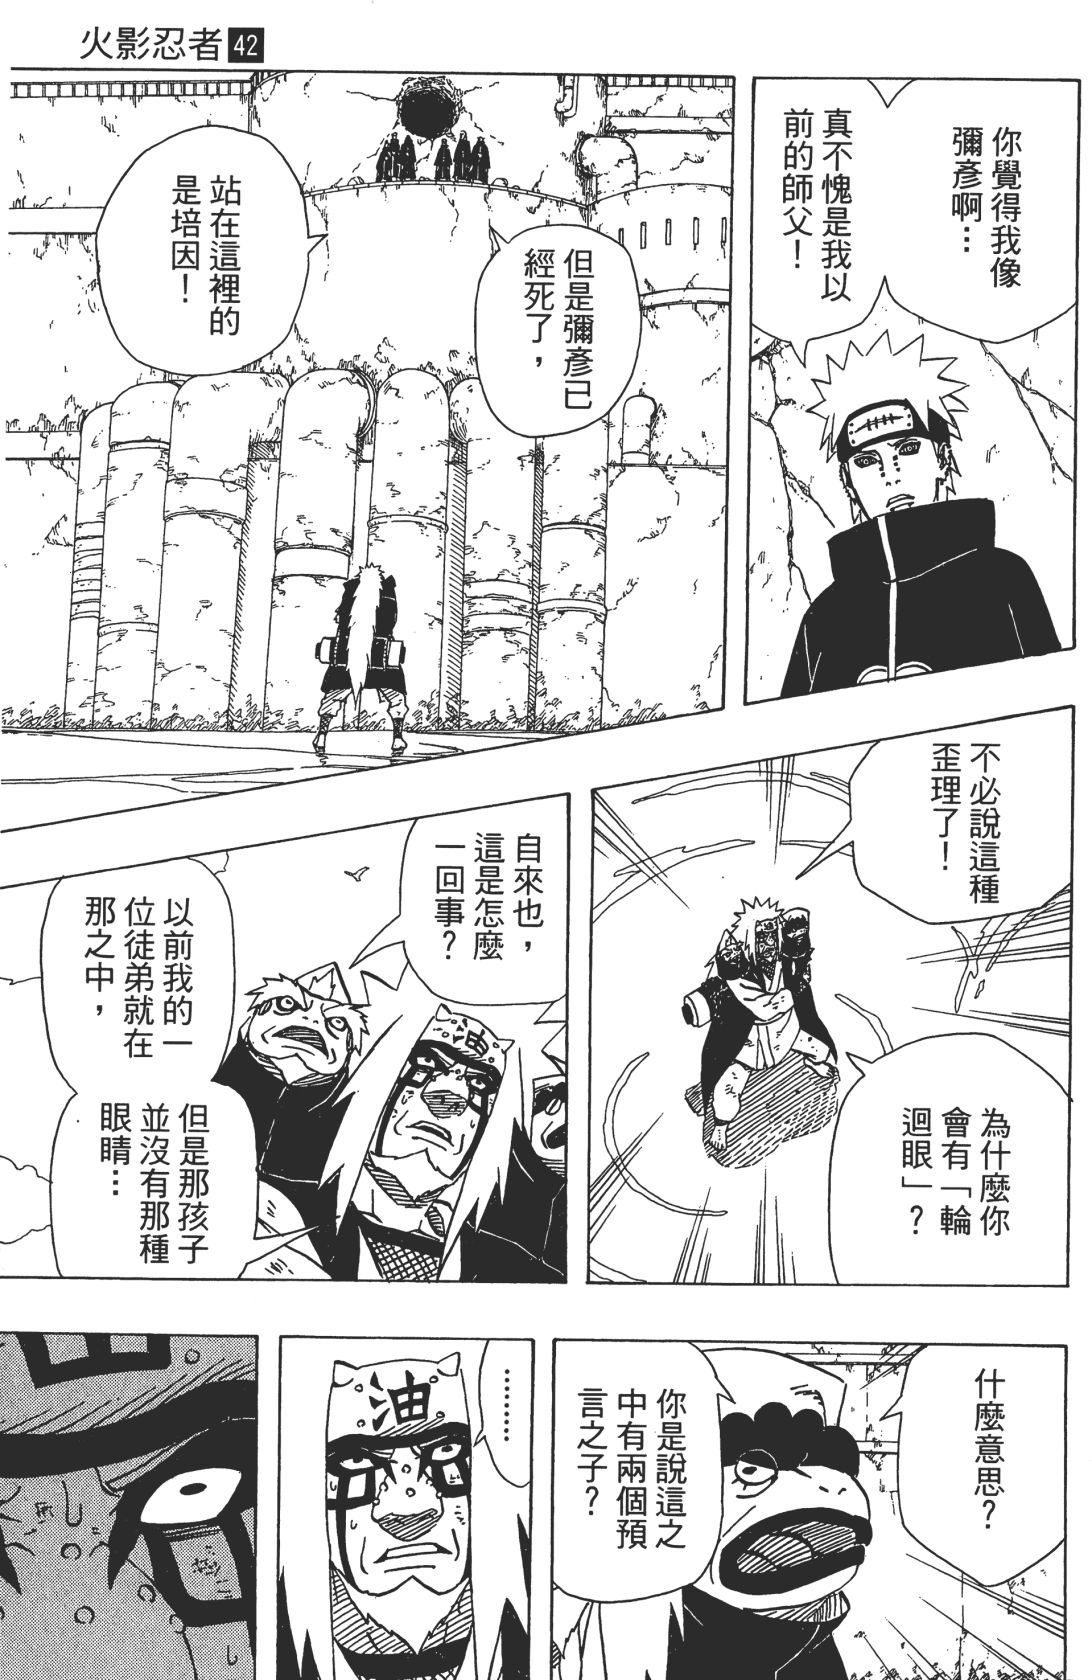 火影忍者42
你覺得我像
彌彥啊…
真不愧是我以
前的師父！
但是彌彥已
經死了，
站在這裡的
是培因！
不必說這種
歪理了！
為什麼你
會有「輪
迴眼」？
自來也，
這是怎麼
一回事？
以前我的一
位徒弟就在
那之中，
但是那孩子
並沒有那種
眼睛…
什麼意思？
你是說這之
中有兩個預
言之子？
………
油
油